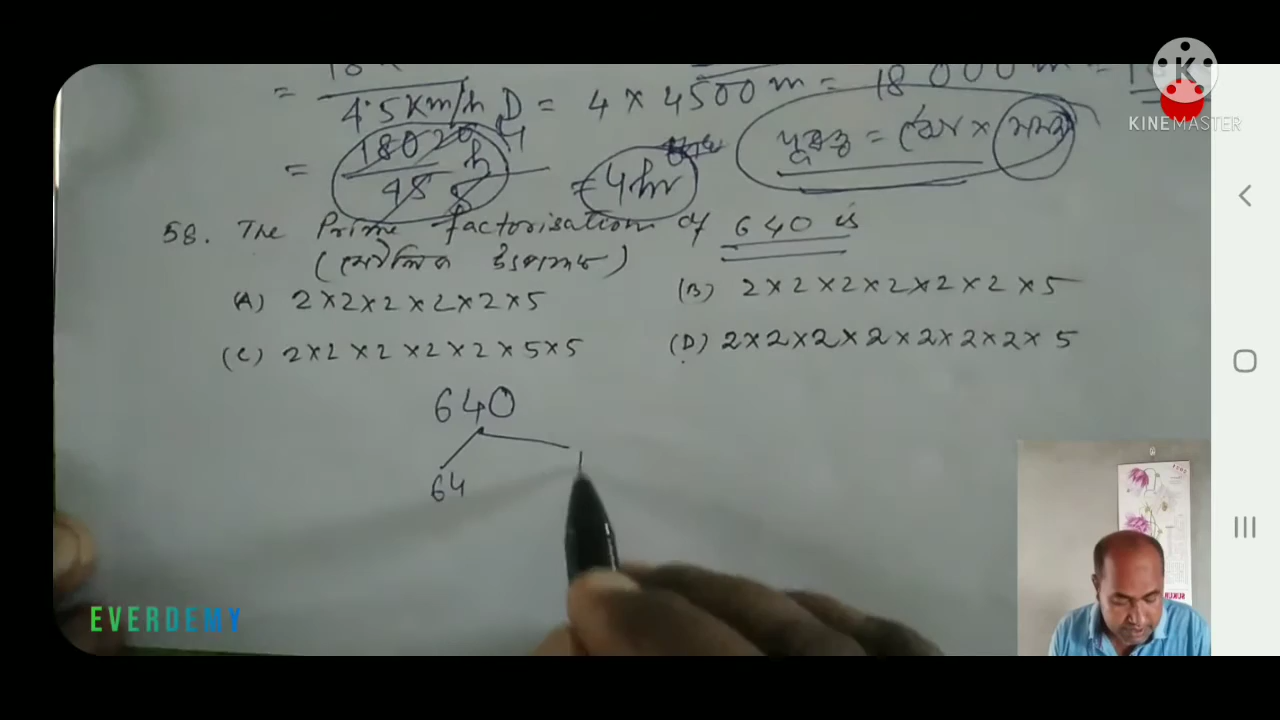 = 4.5 Km/h D = 4 × 4500 m = 18 000 m =
= 4 hr
58. The Prime factorisation of 640 is
(A) 2×2×2×2×2×5
(B) 2×2×2×2×2×2×5
(C) 2×2×2×2×2×5×5
(D) 2×2×2×2×2×2×2×5
640
64
EVERDEMY
K
KINEMASTER